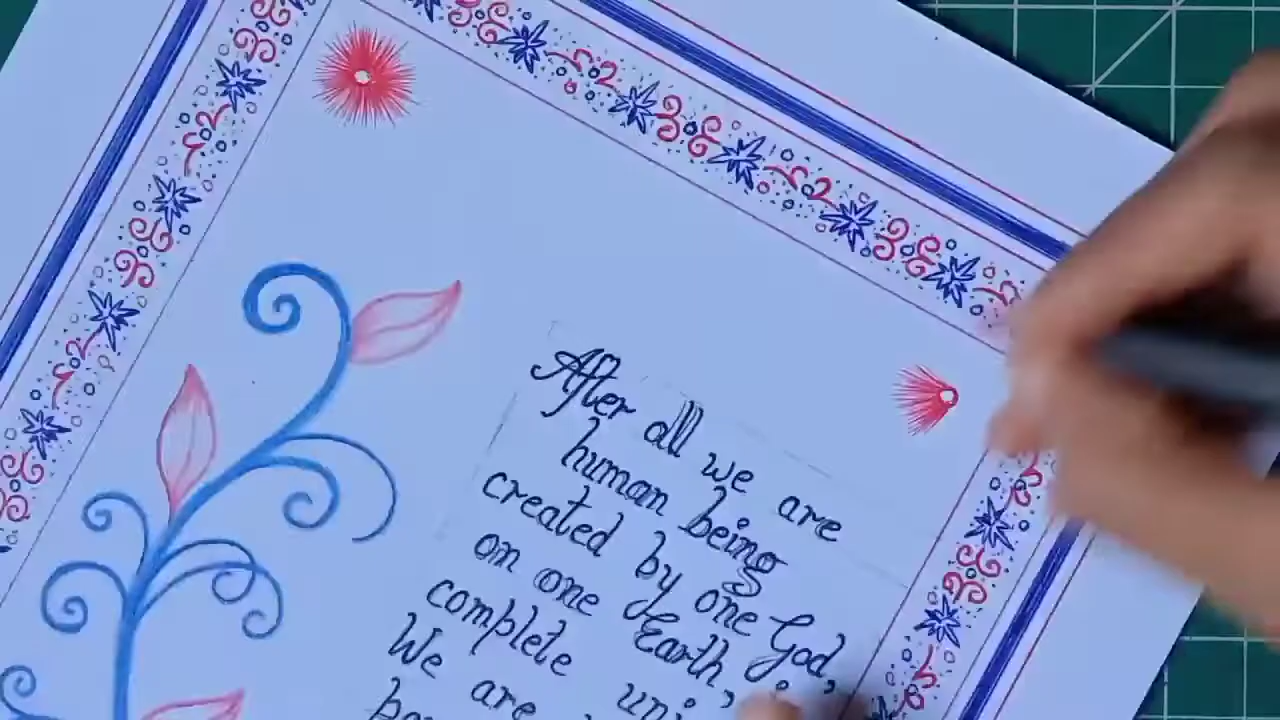 After all we are
human being
created by one God,
on one Earth,
complete
We are